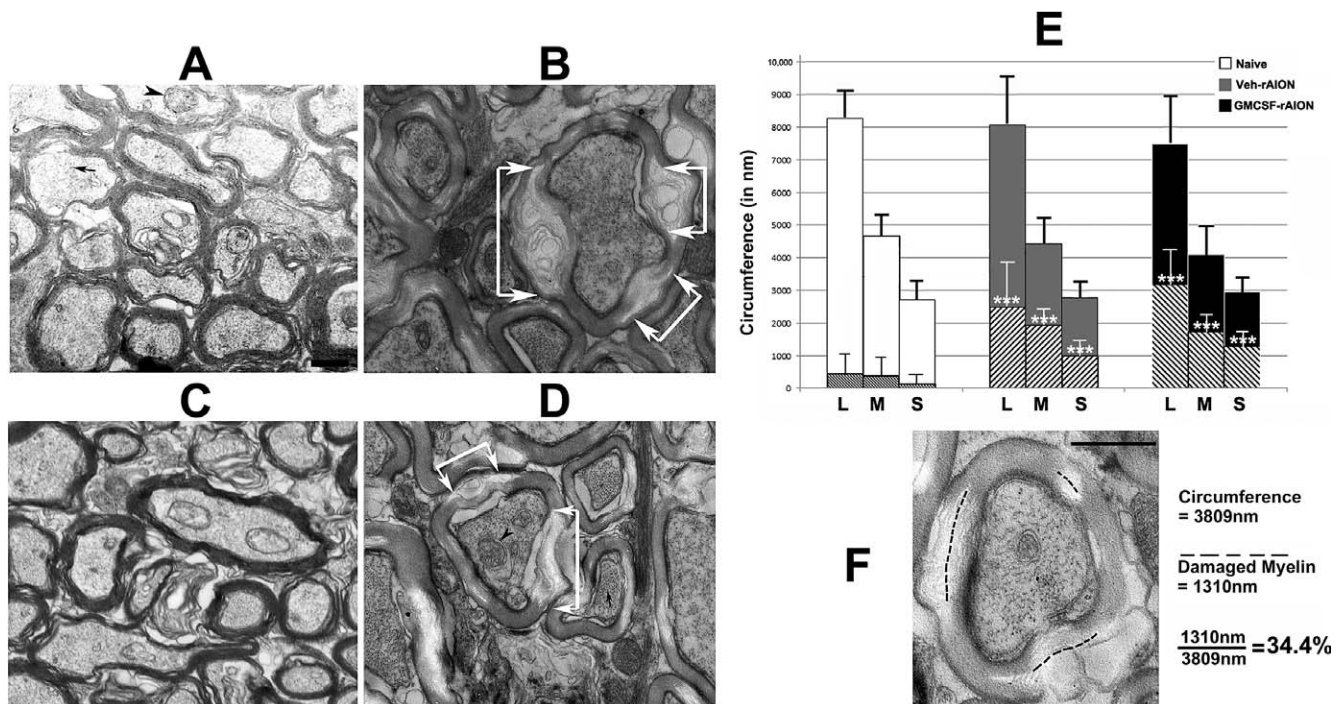 A
B
C
D
E
Circumference (in nm)
10,000
9000
8000
7000
6000
5000
4000
3000
2000
1000
0
Naive
Veh-rAION
GMCSF-rAION
*** *** *** *** *** ***
L M S L M S L M S
F
Circumference
= 3809nm
Damaged Myelin
= 1310nm
1310nm
3809nm
=34.4%